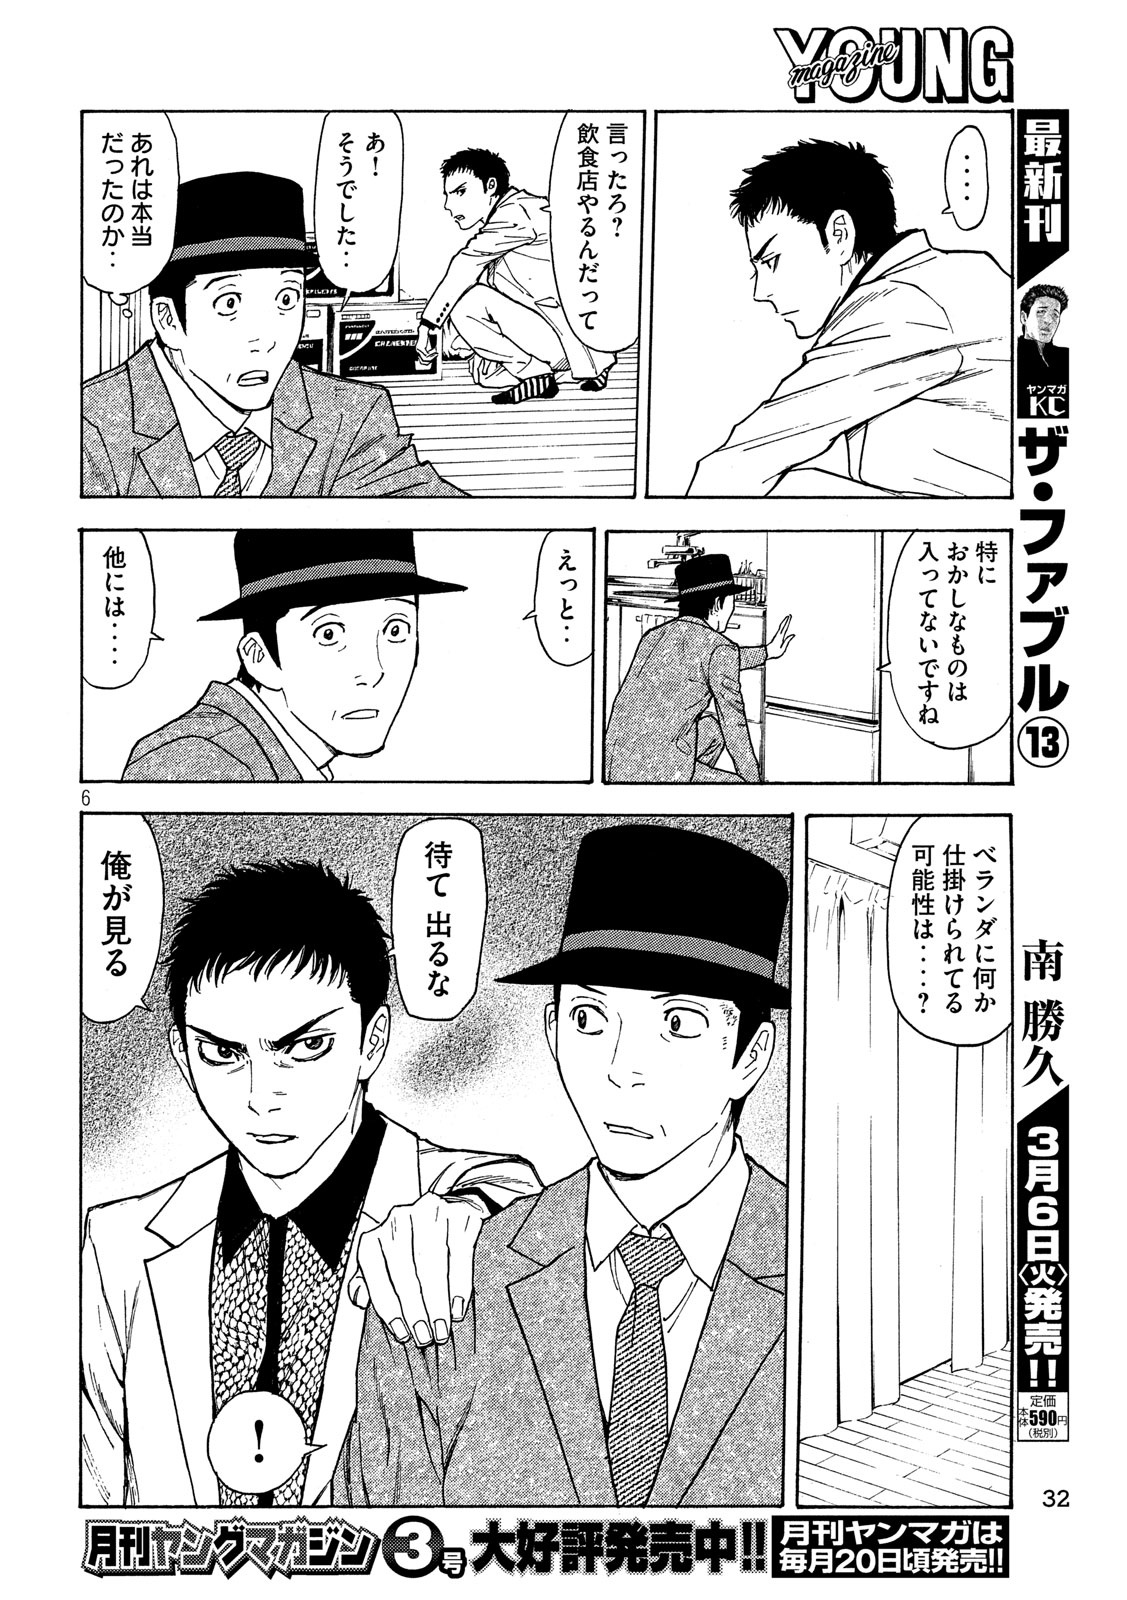 YOUNG
magazine
‥‥
言ったろ?
飲食店やるんだって
あ!
そうでした‥
あれは本当
だったのか‥
特に
おかしなものは
入ってないですね
えっと‥
他には‥‥
6
ベランダに何か
仕掛けられてる
可能性は‥‥?
待て 出るな
俺が見る
!
最新刊
ヤンマガ
KC
ザ・ファブル⑬
南 勝久
3月6日〈火〉発売!!
定価
本体590円
(税別)
32
月刊ヤングマガジン3号 大好評発売中!!
月刊ヤンマガは
毎月20日頃発売!!